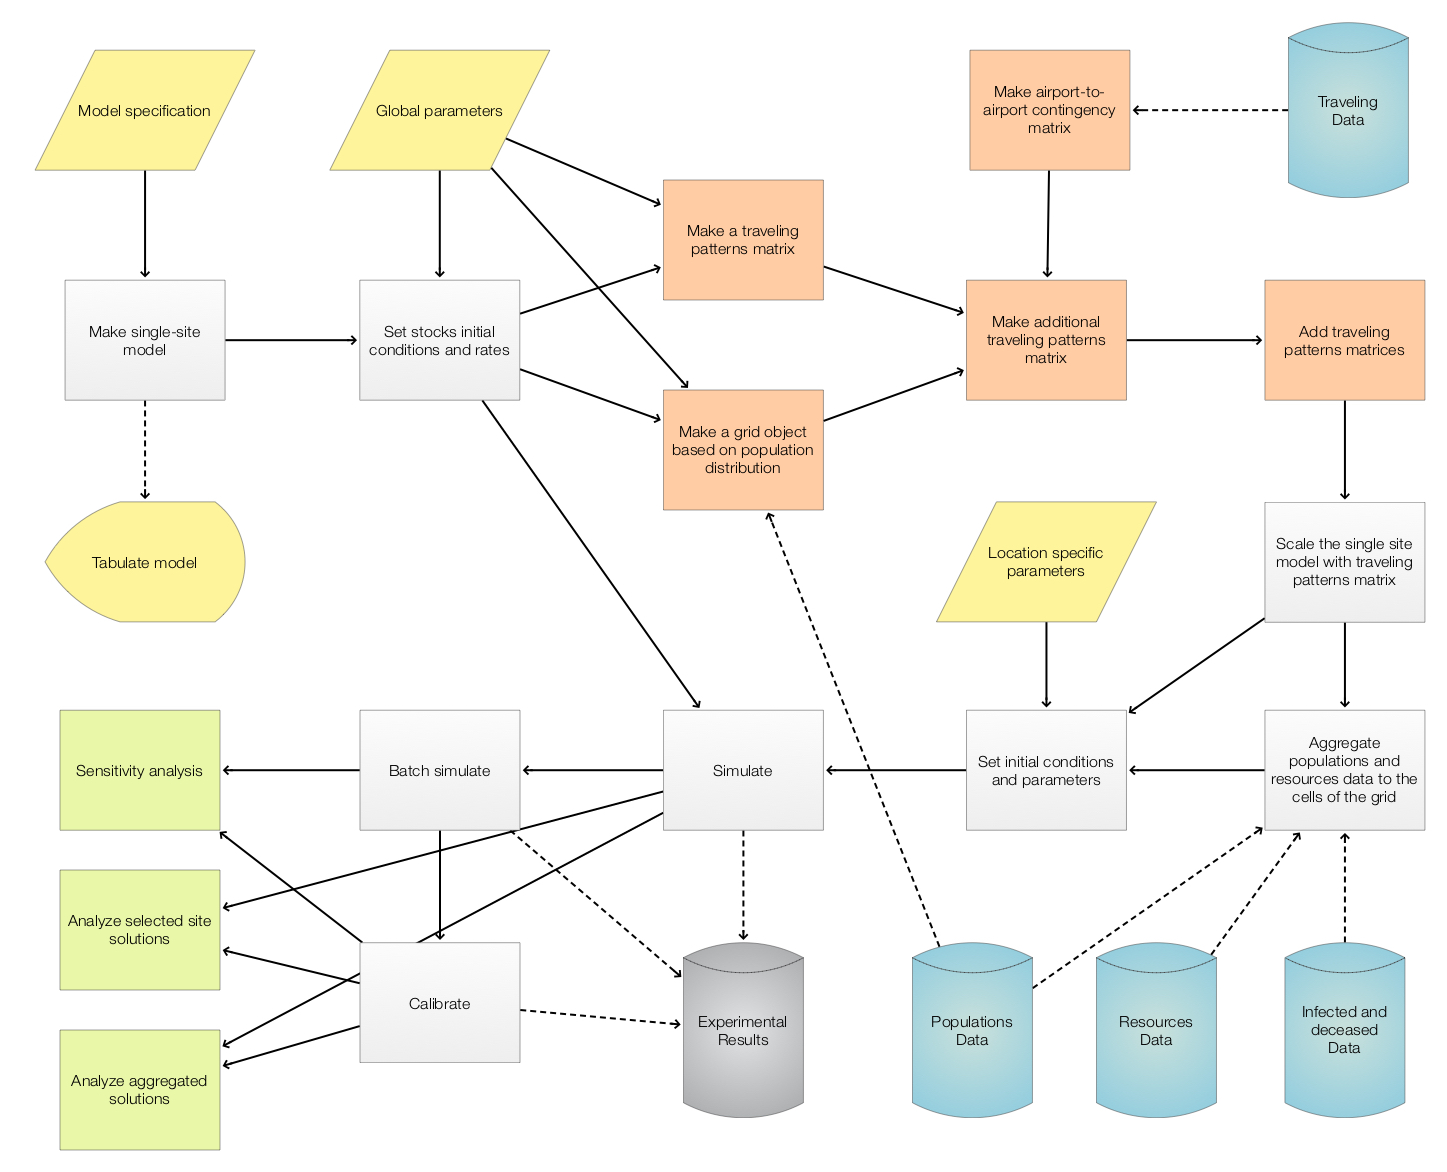 Model specification
Global parameters
Make airport-to-
airport contingency
matrix
Traveling
Data
Make a traveling
patterns matrix
Make single-site
model
Set stocks initial
conditions and rates
Make additional
traveling patterns
matrix
Add traveling
patterns matrices
Make a grid object
based on population
distribution
Tabulate model
Location specific
parameters
Scale the single site
model with traveling
patterns matrix
Sensitivity analysis
Batch simulate
Simulate
Set initial conditions
and parameters
Aggregate
populations and
resources data to the
cells of the grid
Analyze selected site
solutions
Calibrate
Experimental
Results
Populations
Data
Resources
Data
Infected and
deceased
Data
Analyze aggregated
solutions